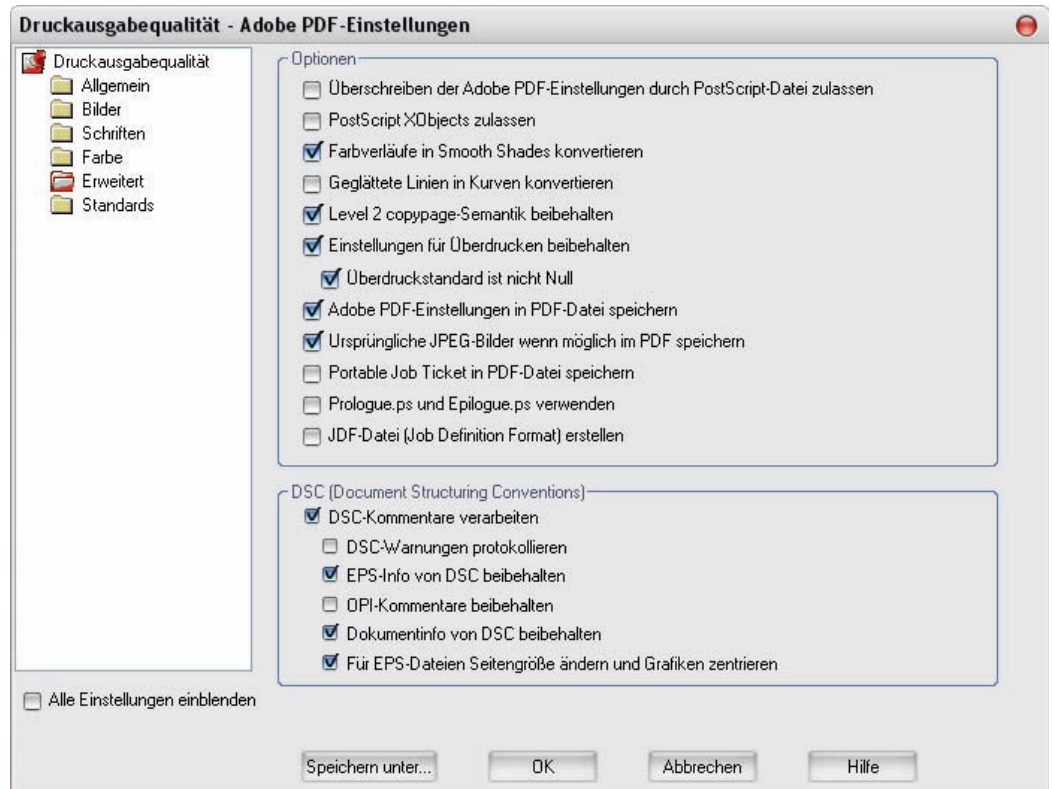 Druckausgabequalität - Adobe PDF-Einstellungen
Druckausgabequalität
Allgemein
Bilder
Schriften
Farbe
Erweitert
Standards
Alle Einstellungen einblenden
Optionen
Überschreiben der Adobe PDF-Einstellungen durch PostScript-Datei zulassen
PostScript XObjects zulassen
Farbverläufe in Smooth Shades konvertieren
Geglättete Linien in Kurven konvertieren
Level 2 copypage-Semantik beibehalten
Einstellungen für Überdrucken beibehalten
Überdruckstandard ist nicht Null
Adobe PDF-Einstellungen in PDF-Datei speichern
Ursprüngliche JPEG-Bilder wenn möglich im PDF speichern
Portable Job Ticket in PDF-Datei speichern
Prologue.ps und Epilogue.ps verwenden
JDF-Datei (Job Definition Format) erstellen
DSC (Document Structuring Conventions)
DSC-Kommentare verarbeiten
DSC-Warnungen protokollieren
EPS-Info von DSC beibehalten
OPI-Kommentare beibehalten
Dokumentinfo von DSC beibehalten
Für EPS-Dateien Seitengröße ändern und Grafiken zentrieren
Speichern unter...
OK
Abbrechen
Hilfe